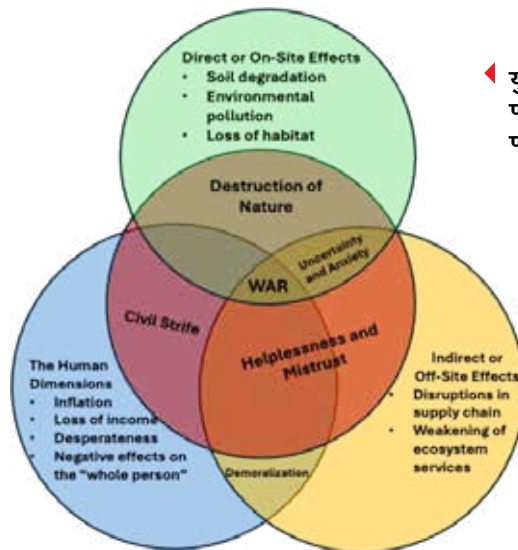 Direct or On-Site Effects
• Soil degradation
• Environmental
pollution
• Loss of habitat
Destruction of
Nature
Uncertainty
and Anxiety
WAR
Civil Strife
Helplessness and
Mistrust
The Human
Dimensions
• Inflation
• Loss of income
• Desperateness
• Negative effects on
the "whole person"
Demoralization
Indirect or
Off-Site Effects
• Disruptions in
supply chain
• Weakening of
ecosystem
services